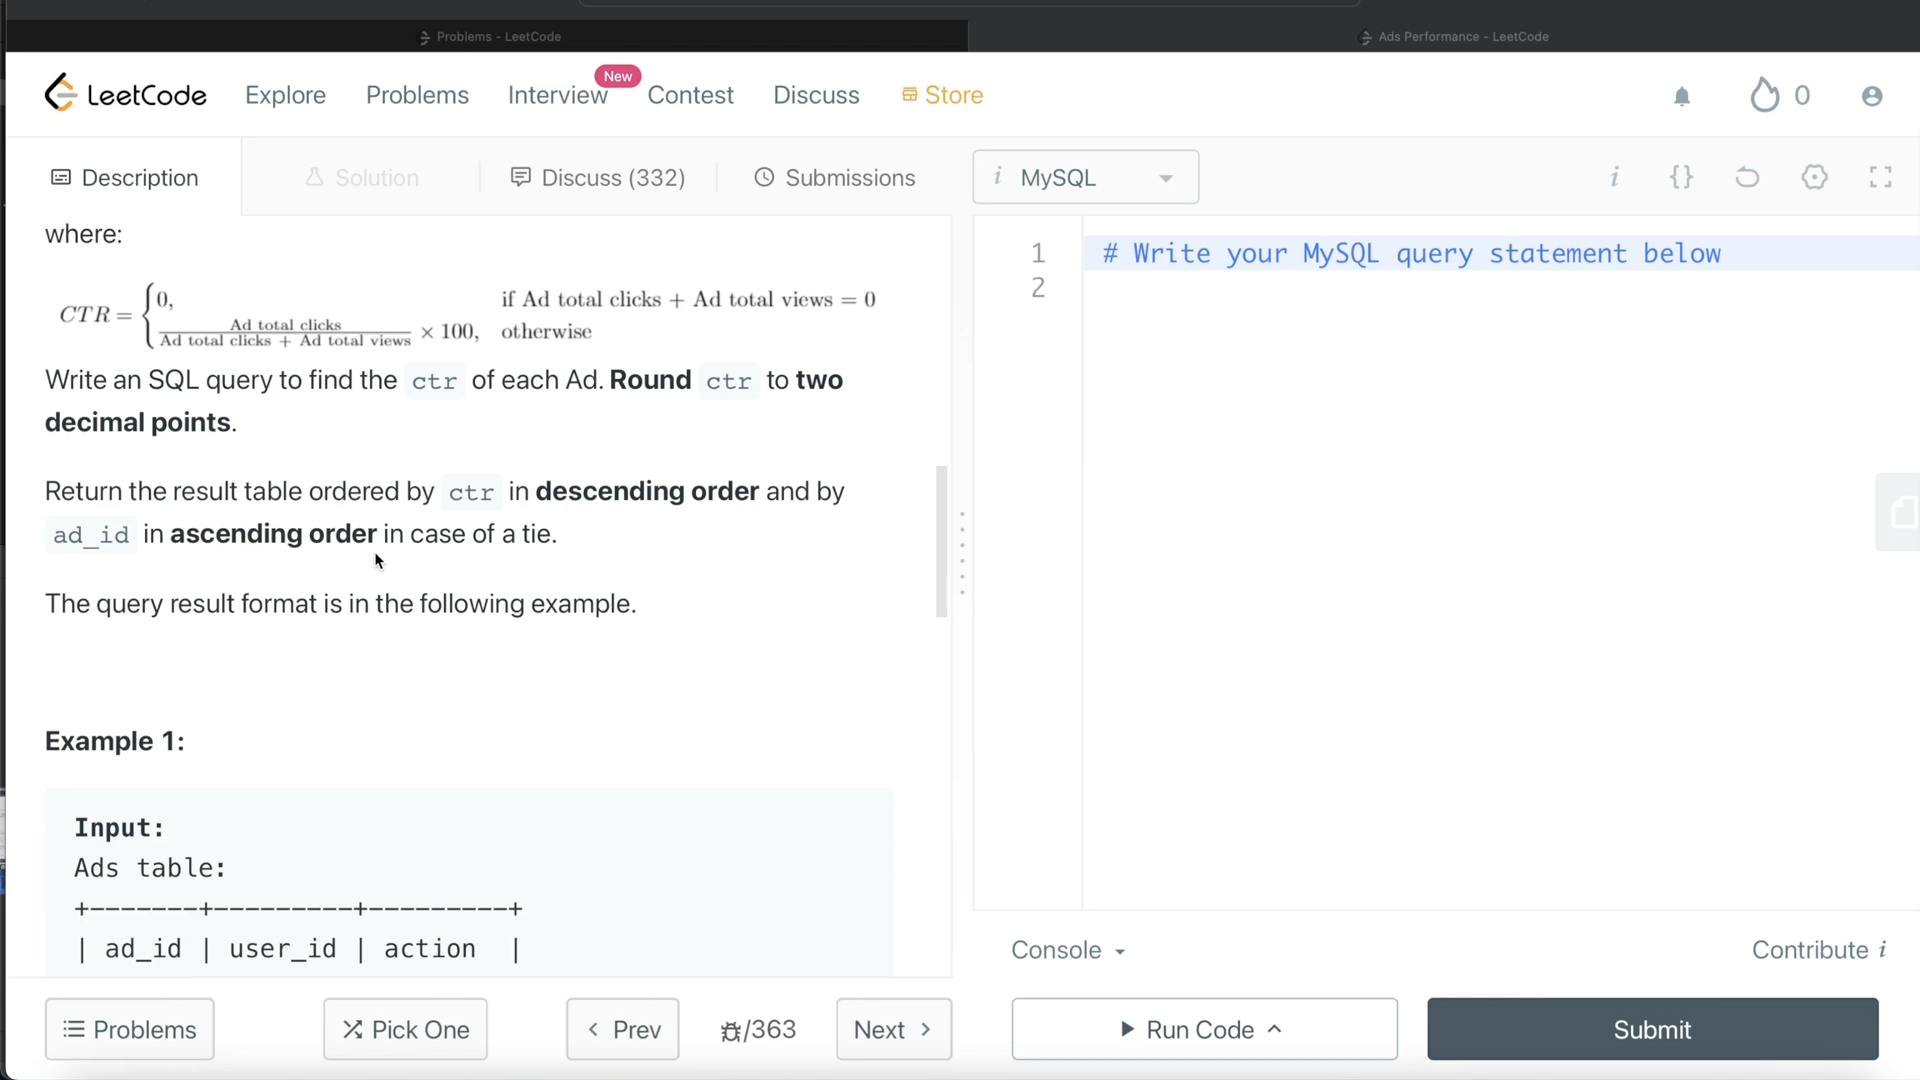 Problems - LeetCode
Ads Performance - LeetCode
LeetCode Explore Problems Interview New Contest Discuss Store 0
Description Solution Discuss (332) Submissions
i MySQL i {}
where:
CTR = { 0, if Ad total clicks + Ad total views = 0
Ad total clicks / Ad total clicks + Ad total views × 100, otherwise
Write an SQL query to find the ctr of each Ad. Round ctr to two
decimal points.
Return the result table ordered by ctr in descending order and by
ad_id in ascending order in case of a tie.
The query result format is in the following example.
Example 1:
Input:
Ads table:
+-------+---------+---------+
| ad_id | user_id | action  |
1 # Write your MySQL query statement below
2
Console Contribute i
Problems Pick One < Prev /363 Next >
Run Code Submit